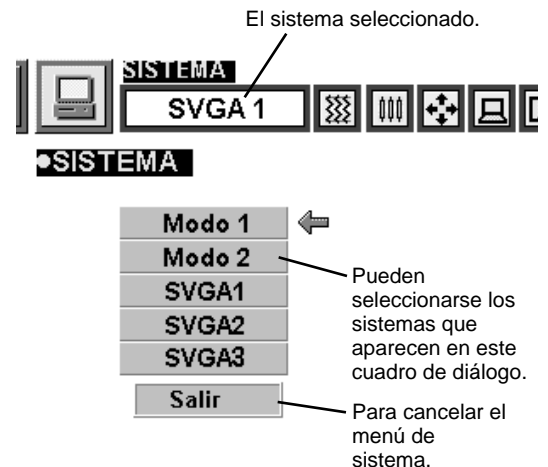 El sistema seleccionado.
SISTEMA
SVGA 1
●SISTEMA
Modo 1
Modo 2
SVGA1
SVGA2
SVGA3
Salir
Pueden
seleccionarse los
sistemas que
aparecen en este
cuadro de diálogo.
Para cancelar el
menú de
sistema.